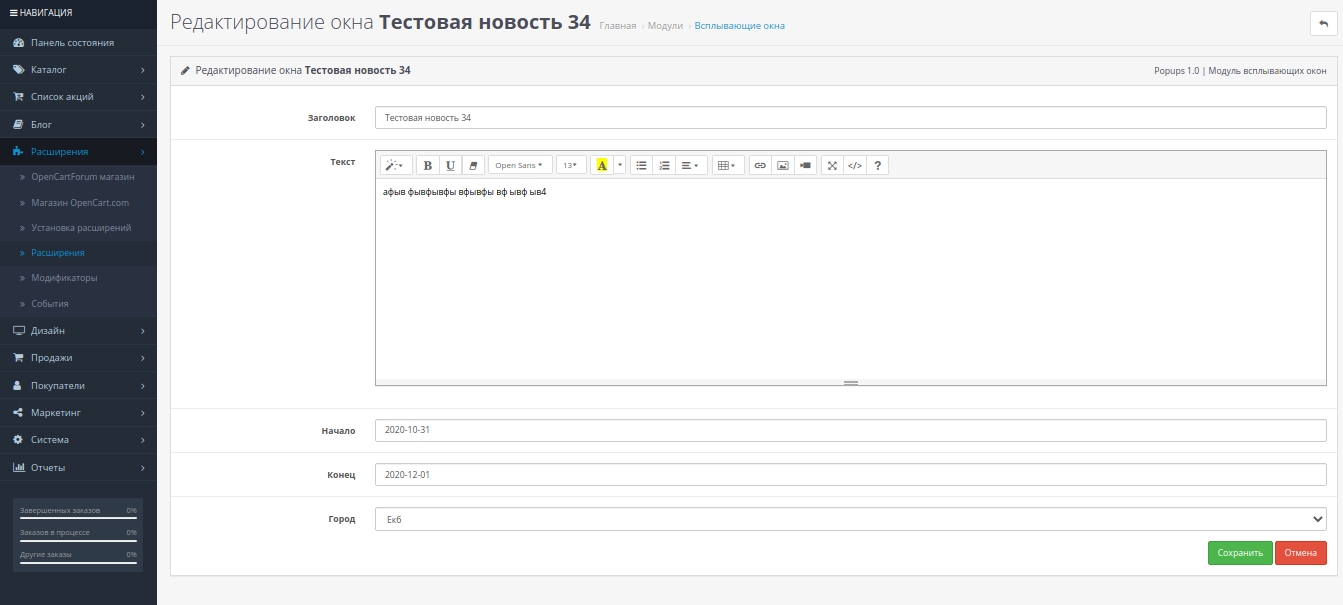 НАВИГАЦИЯ
Панель состояния
Каталог
Список акций
Блог
Расширения
OpenCartForum магазин
Магазин OpenCart.com
Установка расширений
Расширения
Модификаторы
События
Дизайн
Продажи
Покупатели
Маркетинг
Система
Отчеты
Завершенных заказов 0%
Заказов в процессе 0%
Другие заказы 0%
Редактирование окна Тестовая новость 34 Главная › Модули › Всплывающие окна
Редактирование окна Тестовая новость 34
Popups 1.0 | Модуль всплывающих окон
Заголовок Тестовая новость 34
Текст
B U Open Sans 13 A </> ?
афыв фывфывфы вфывфы вф ывф ыв4
Начало 2020-10-31
Конец 2020-12-01
Город Екб
Сохранить Отмена